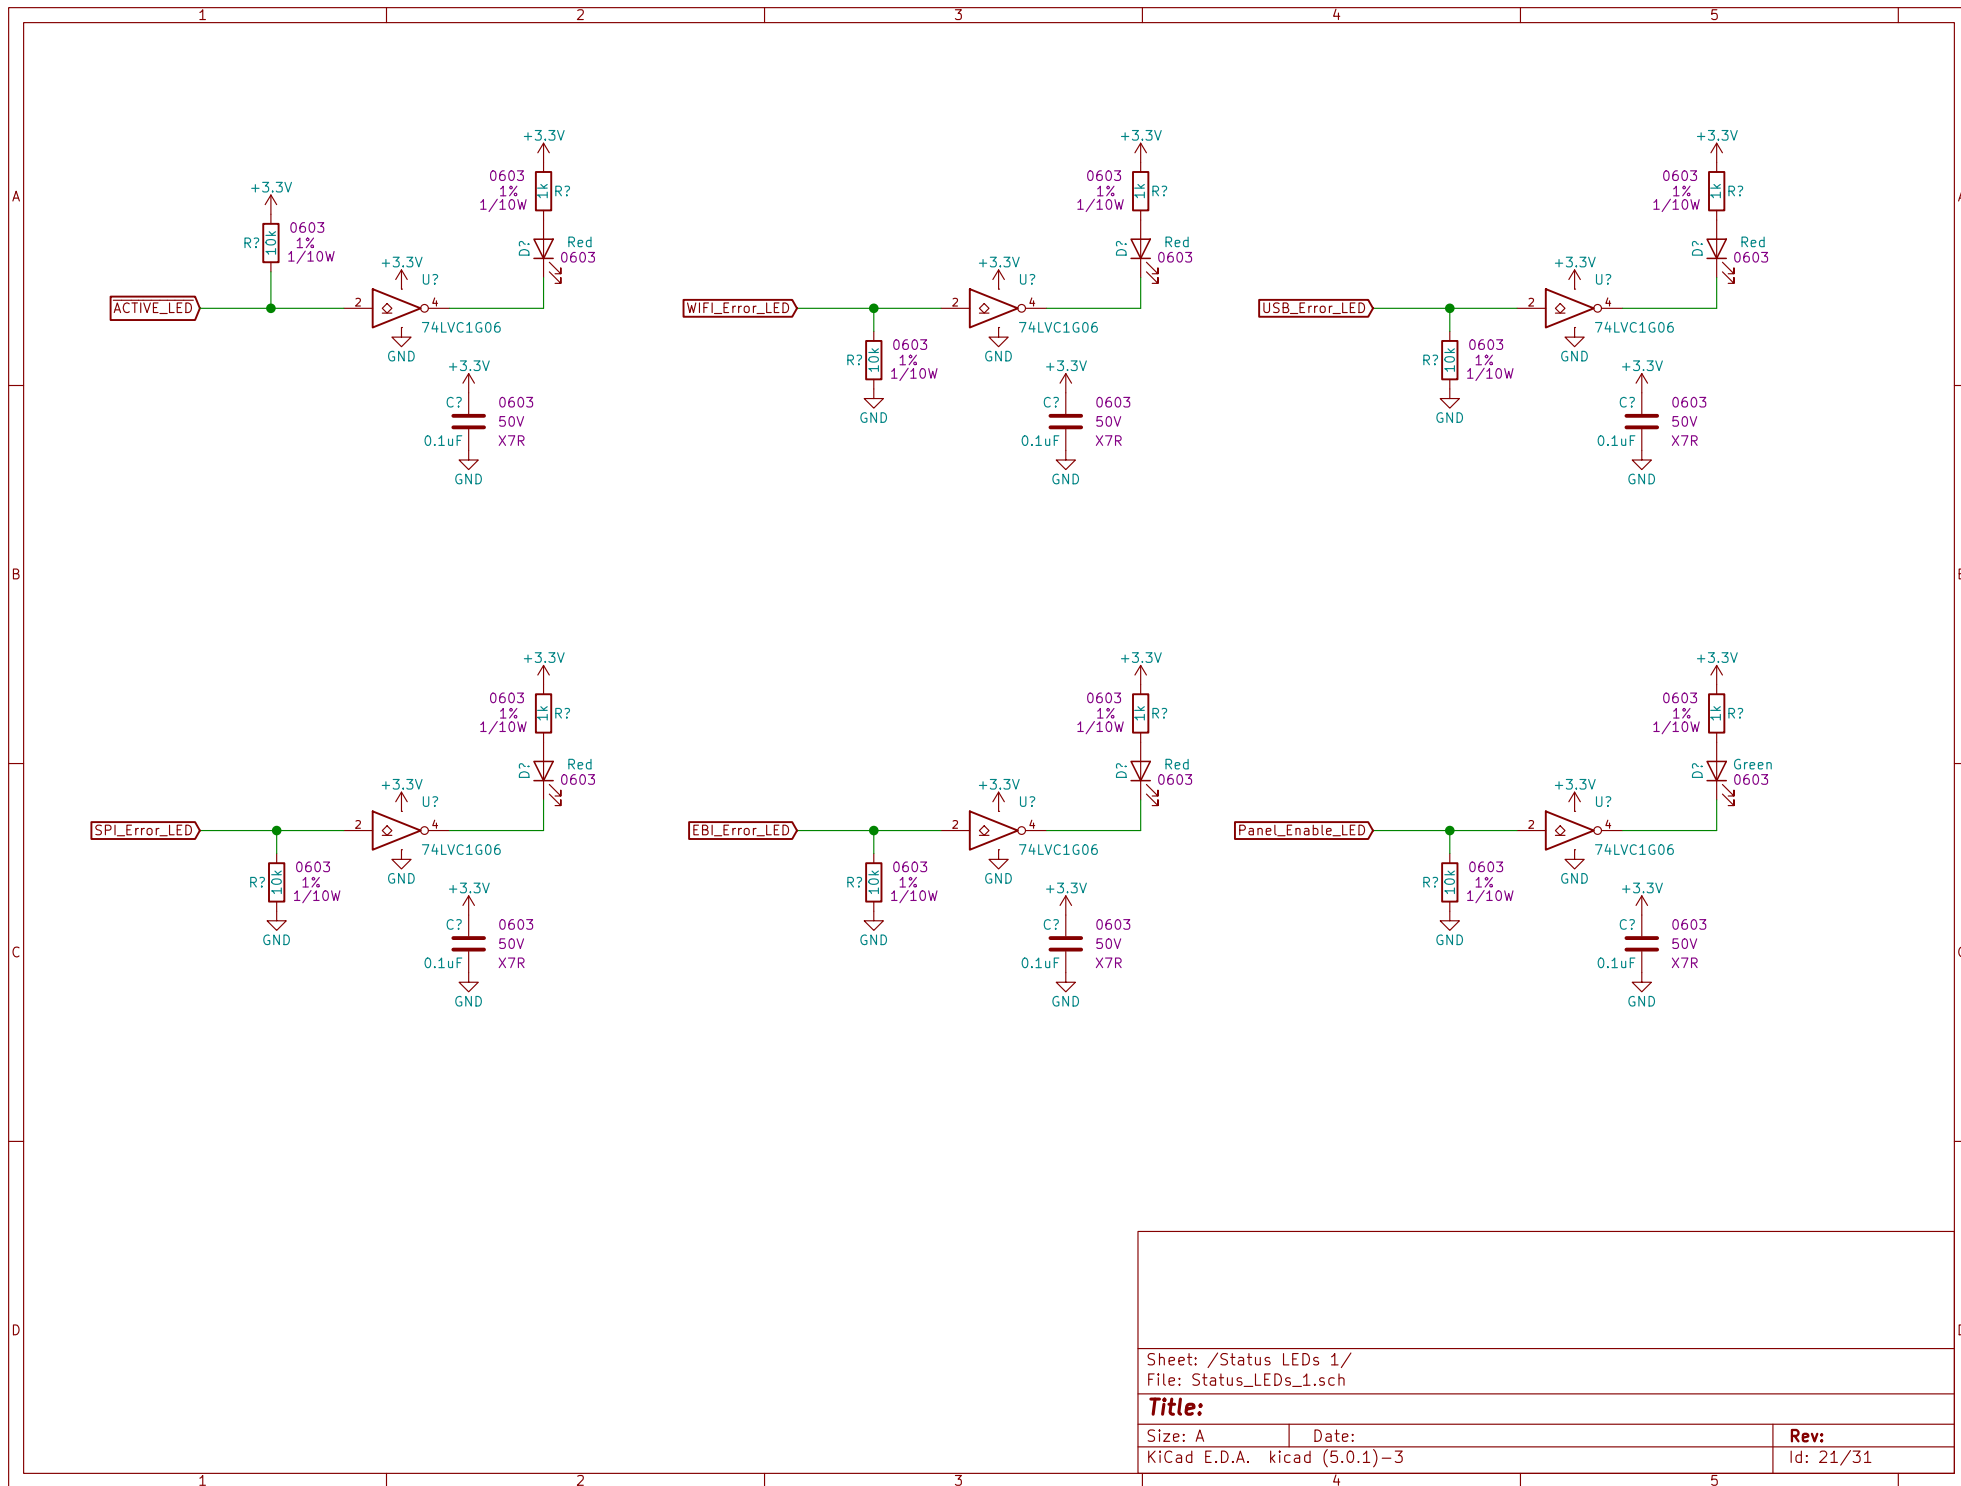 1 2 3 4 5
A
B
C
D
+3.3V
0603
1%
1/10W
1k
R?
+3.3V
R?
10k
0603
1%
1/10W
D?
Red
0603
+3.3V
U?
ACTIVE_LED
2
4
74LVC1G06
GND
+3.3V
C?
0.1uF
0603
50V
X7R
GND
+3.3V
0603
1%
1/10W
1k
R?
D?
Red
0603
+3.3V
U?
WIFI_Error_LED
2
4
74LVC1G06
GND
R?
10k
0603
1%
1/10W
GND
+3.3V
C?
0.1uF
0603
50V
X7R
GND
+3.3V
0603
1%
1/10W
1k
R?
D?
Red
0603
+3.3V
U?
USB_Error_LED
2
4
74LVC1G06
GND
R?
10k
0603
1%
1/10W
GND
+3.3V
C?
0.1uF
0603
50V
X7R
GND
+3.3V
0603
1%
1/10W
1k
R?
D?
Red
0603
+3.3V
U?
SPI_Error_LED
2
4
74LVC1G06
GND
R?
10k
0603
1%
1/10W
GND
+3.3V
C?
0.1uF
0603
50V
X7R
GND
+3.3V
0603
1%
1/10W
1k
R?
D?
Red
0603
+3.3V
U?
EBI_Error_LED
2
4
74LVC1G06
GND
R?
10k
0603
1%
1/10W
GND
+3.3V
C?
0.1uF
0603
50V
X7R
GND
+3.3V
0603
1%
1/10W
1k
R?
D?
Green
0603
+3.3V
U?
Panel_Enable_LED
2
4
74LVC1G06
GND
R?
10k
0603
1%
1/10W
GND
+3.3V
C?
0.1uF
0603
50V
X7R
GND
Sheet: /Status LEDs 1/
File: Status_LEDs_1.sch
Title:
Size: A Date: Rev:
KiCad E.D.A. kicad (5.0.1)-3 Id: 21/31
1 2 3 4 5